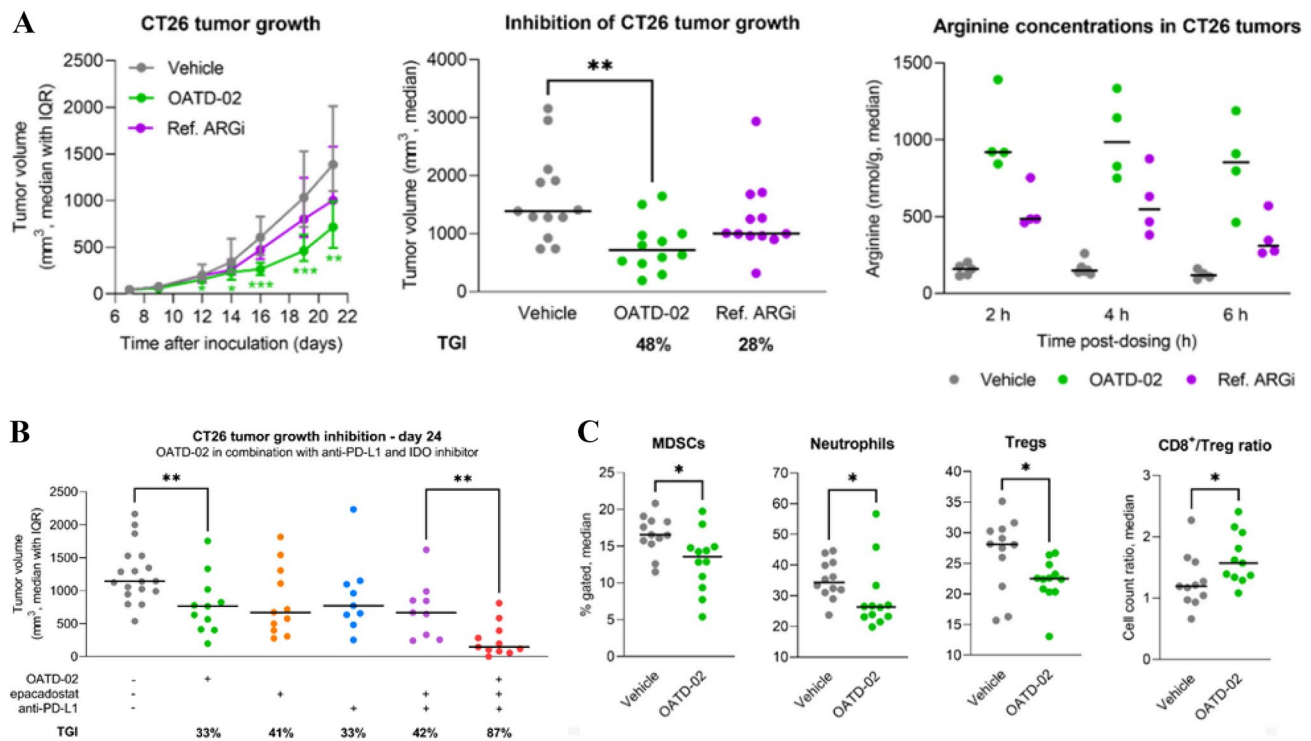 A
CT26 tumor growth
Tumor volume
(mm³, median with IQR)
2500
2000
1500
1000
500
0
Vehicle
OATD-02
Ref. ARGi
* * *** *** **
6 8 10 12 14 16 18 20 22
Time after inoculation (days)
Inhibition of CT26 tumor growth
Tumor volume (mm³, median)
4000
3000
2000
1000
0
**
Vehicle OATD-02 Ref. ARGi
TGI 48% 28%
Arginine concentrations in CT26 tumors
Arginine (nmol/g, median)
1500
1000
500
0
2 h 4 h 6 h
Time post-dosing (h)
Vehicle OATD-02 Ref. ARGi
B
CT26 tumor growth inhibition - day 24
OATD-02 in combination with anti-PD-L1 and IDO inhibitor
Tumor volume
(mm³, median with IQR)
2500
2000
1500
1000
500
0
** **
OATD-02 - + +
epacadostat - + + +
anti-PD-L1 - + + +
TGI 33% 41% 33% 42% 87%
C
MDSCs
% gated, median
25
20
15
10
5
0
*
Vehicle OATD-02
Neutrophils
70
60
50
40
30
20
10
*
Vehicle OATD-02
Tregs
40
35
30
25
20
15
10
*
Vehicle OATD-02
CD8⁺/Treg ratio
Cell count ratio, median
3
2
1
0
*
Vehicle OATD-02